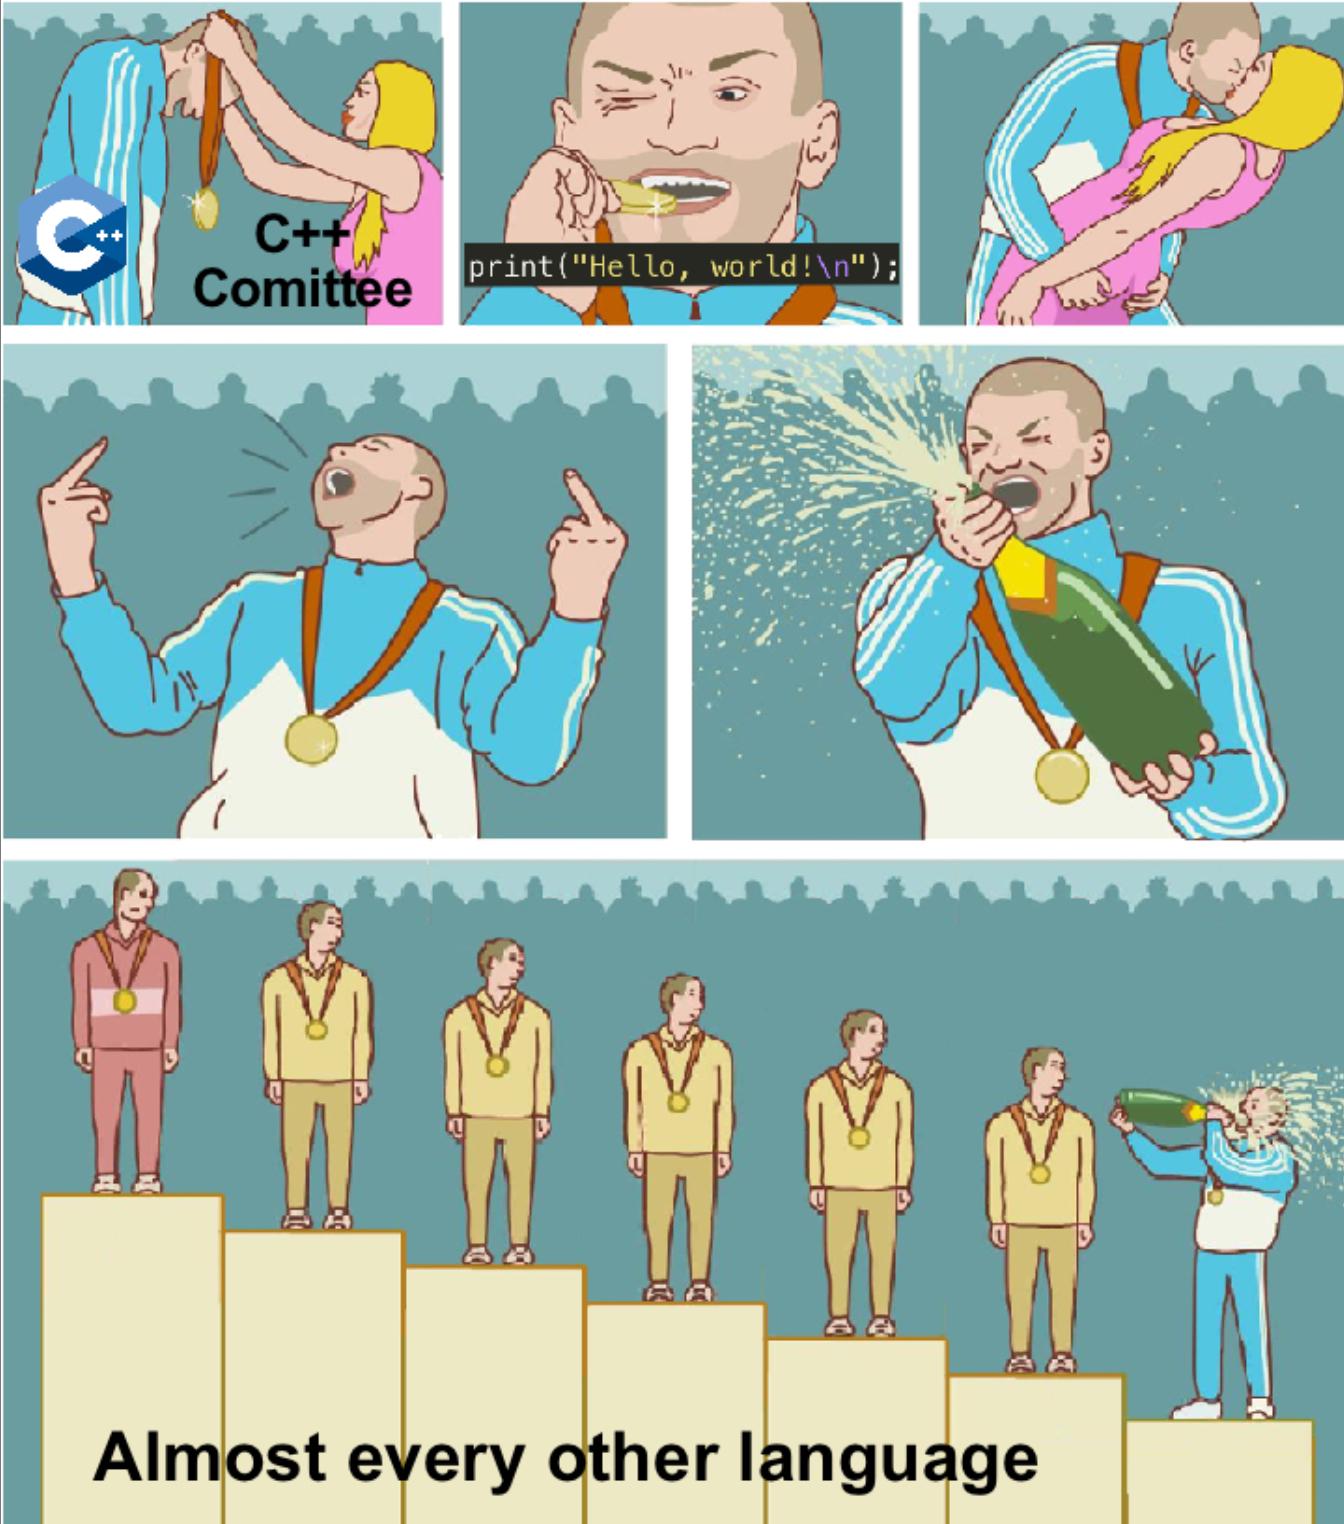 C++
C++
Comittee
print("Hello, world!\n");
Almost every other language